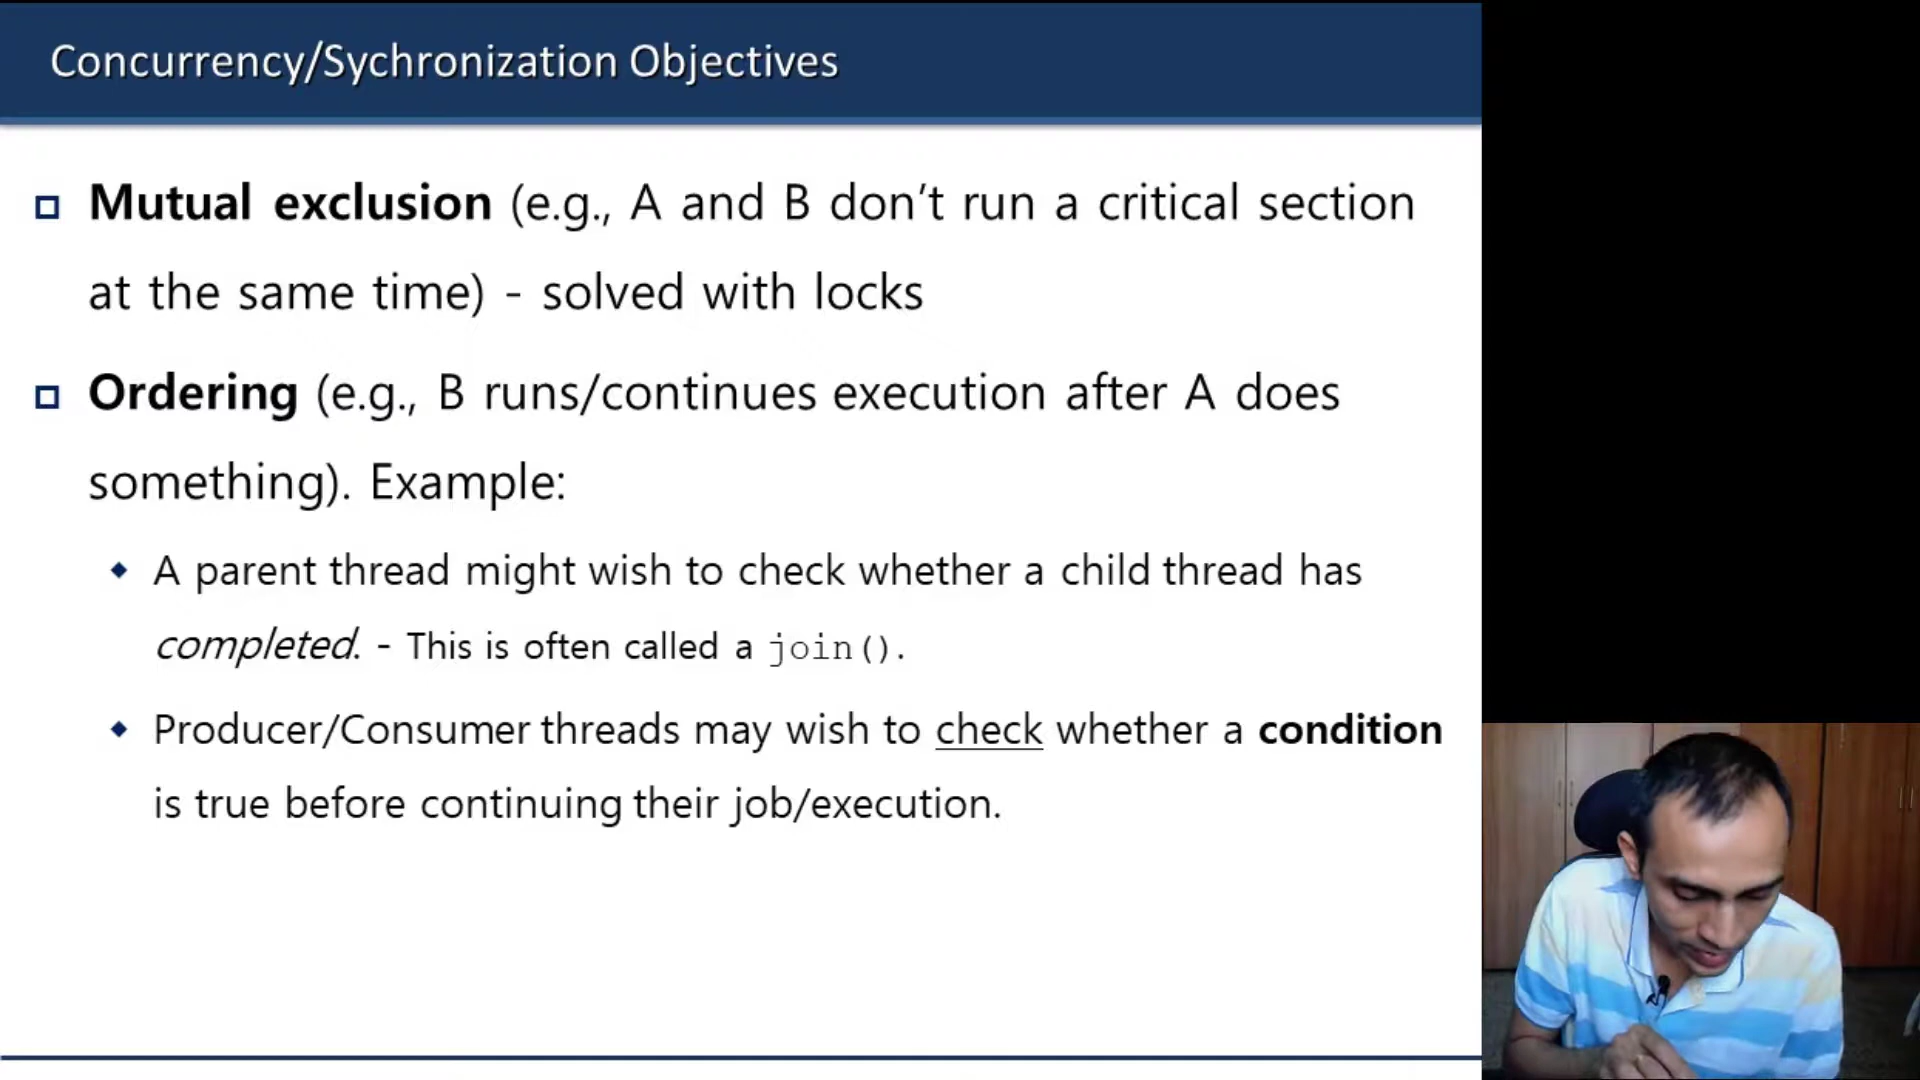 Concurrency/Sychronization Objectives
Mutual exclusion (e.g., A and B don’t run a critical section
at the same time) - solved with locks
Ordering (e.g., B runs/continues execution after A does
something). Example:
A parent thread might wish to check whether a child thread has
completed. - This is often called a join().
Producer/Consumer threads may wish to check whether a condition
is true before continuing their job/execution.